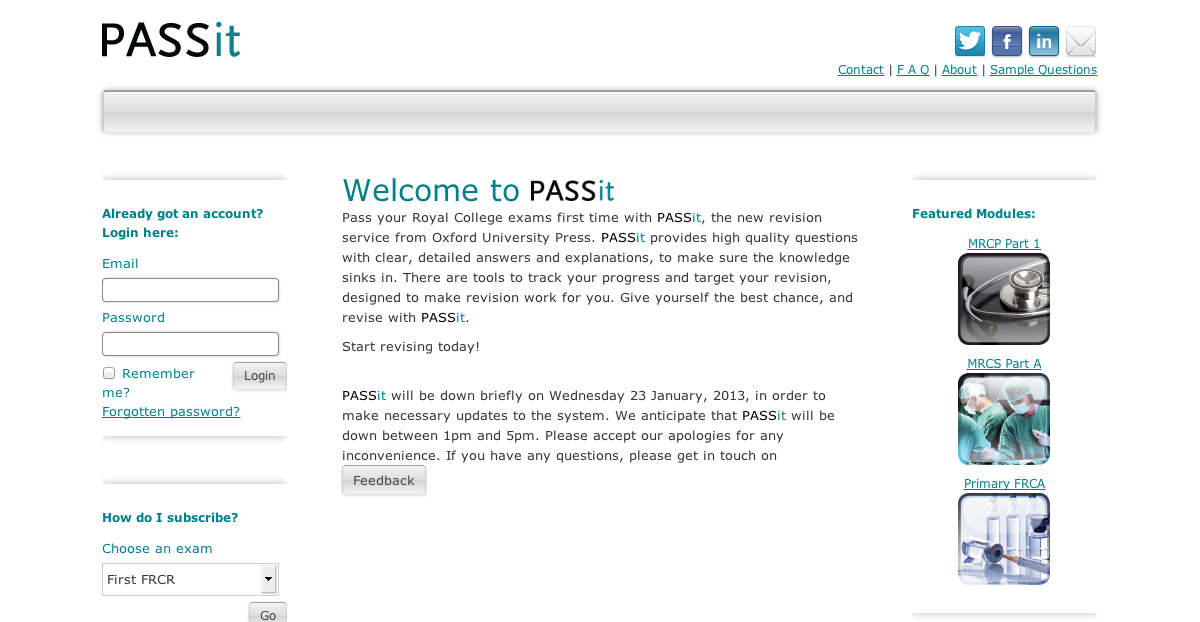 PASSit
Contact | F A Q | About | Sample Questions
Already got an account?
Login here:
Email
Password
Remember
me?
Login
Forgotten password?
How do I subscribe?
Choose an exam
First FRCR
Go
Welcome to PASSit
Pass your Royal College exams first time with PASSit, the new revision
service from Oxford University Press. PASSit provides high quality questions
with clear, detailed answers and explanations, to make sure the knowledge
sinks in. There are tools to track your progress and target your revision,
designed to make revision work for you. Give yourself the best chance, and
revise with PASSit.
Start revising today!
PASSit will be down briefly on Wednesday 23 January, 2013, in order to
make necessary updates to the system. We anticipate that PASSit will be
down between 1pm and 5pm. Please accept our apologies for any
inconvenience. If you have any questions, please get in touch on
Feedback
Featured Modules:
MRCP Part 1
MRCS Part A
Primary FRCA